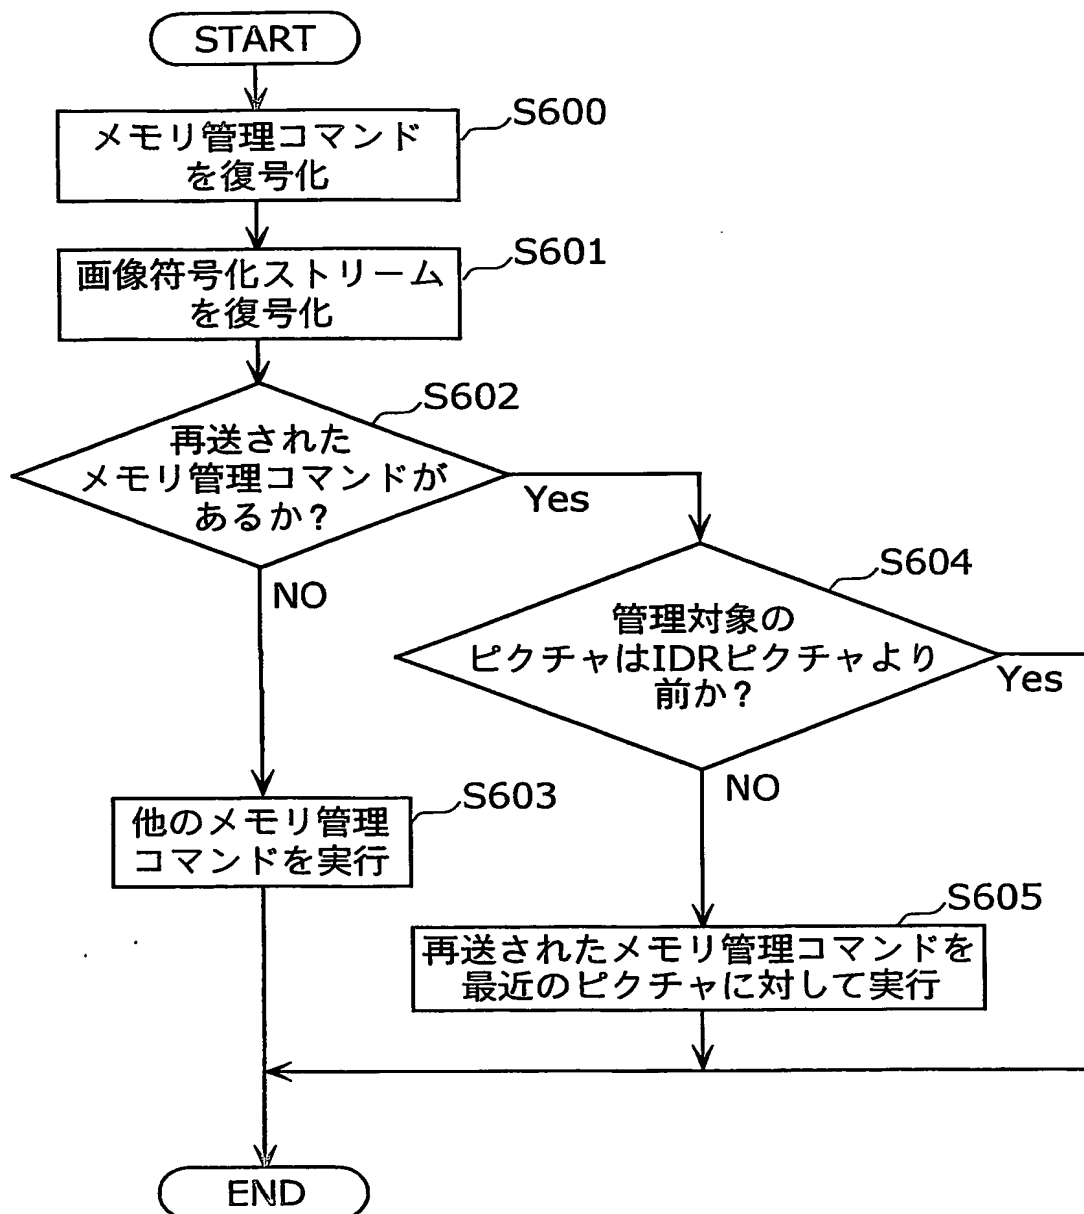 START
S600
メモリ管理コマンド
を復号化
S601
画像符号化ストリーム
を復号化
S602
再送された
メモリ管理コマンドが
あるか？
Yes
NO
S604
管理対象の
ピクチャはIDRピクチャより
前か？
Yes
NO
S603
他のメモリ管理
コマンドを実行
S605
再送されたメモリ管理コマンドを
最近のピクチャに対して実行
END